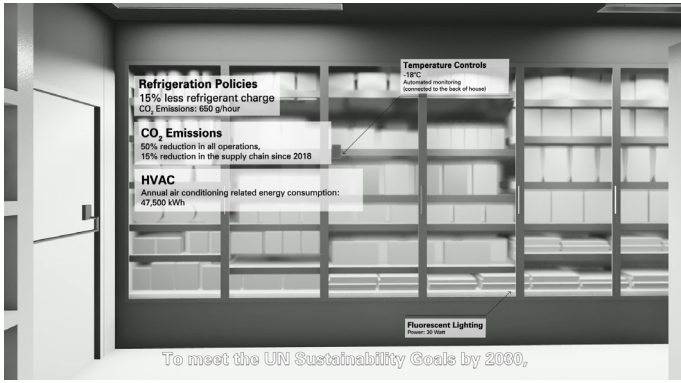 Refrigeration Policies
15% less refrigerant charge
CO₂ Emissions: 650 g/hour
CO₂ Emissions
50% reduction in all operations,
15% reduction in the supply chain since 2018
HVAC
Annual air conditioning related energy consumption:
47,500 kWh
Temperature Controls
-18°C
Automated monitoring
(connected to the back of house)
Fluorescent Lighting
Power: 30 Watt
To meet the UN Sustainability Goals by 2030,